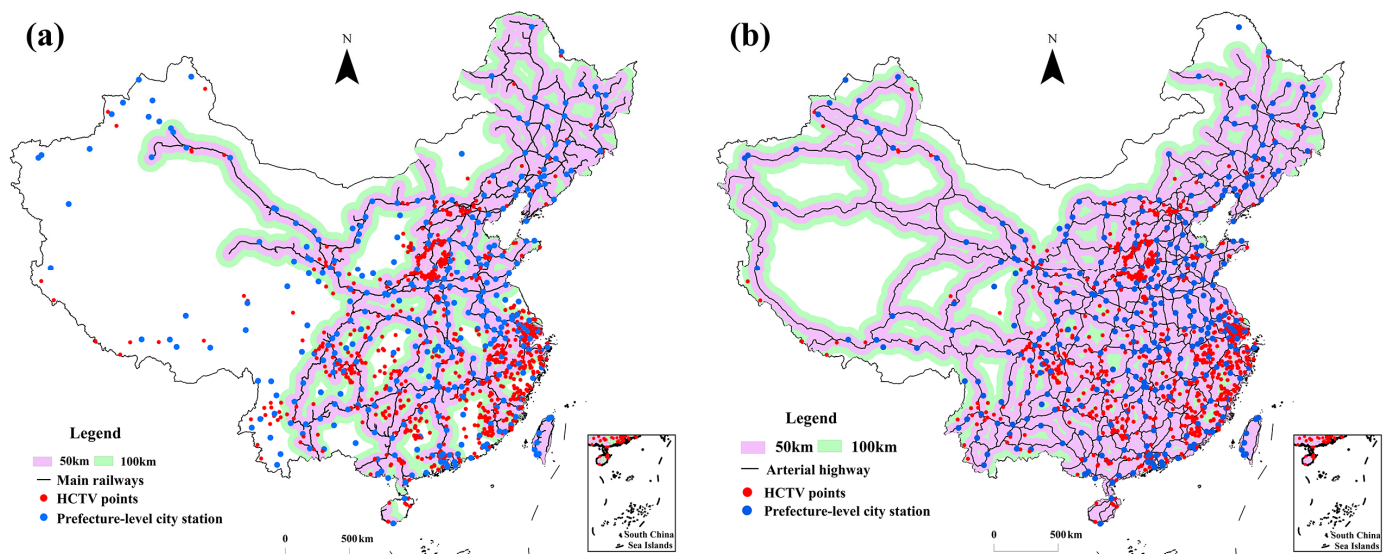 (a)
N
Legend
50km 100km
Main railways
HCTV points
Prefecture-level city station
0 500km
South China
Sea Islands
(b)
N
Legend
50km 100km
Arterial highway
HCTV points
Prefecture-level city station
0 500km
South China
Sea Islands